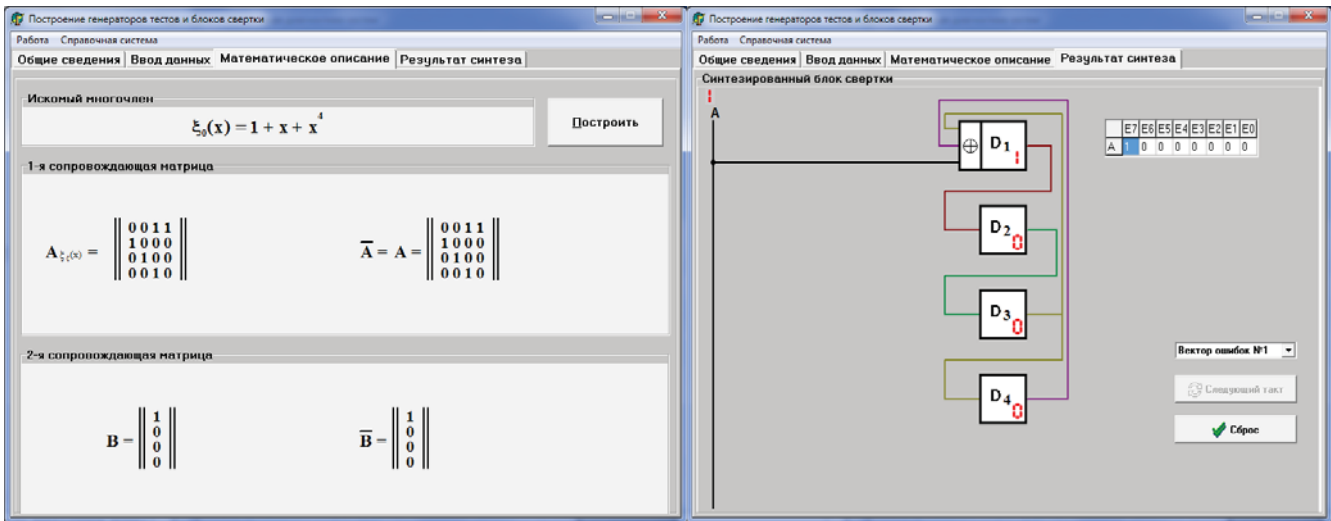 Построение генераторов тестов и блоков свертки
Работа Справочная система
Общие сведения Ввод данных Математическое описание Результат синтеза
Искомый многочлен
ξ₀(x) = 1 + x + x⁴
Построить
1-я сопровождающая матрица
0 0 1 1
A = 1 0 0 0
0 1 0 0
0 0 1 0
0 0 1 1
A̅ = A = 1 0 0 0
0 1 0 0
0 0 1 0
2-я сопровождающая матрица
1
B = 0
0
0
1
B̅ = 0
0
0
Построение генераторов тестов и блоков свертки
Работа Справочная система
Общие сведения Ввод данных Математическое описание Результат синтеза
Синтезированный блок свертки
1
A
⊕ D₁ 1
E7 E6 E5 E4 E3 E2 E1 E0
A 1 0 0 0 0 0 0 0
D₂ 0
D₃ 0
Вектор ошибок №1
Следующий такт
D₄ 0
Сброс